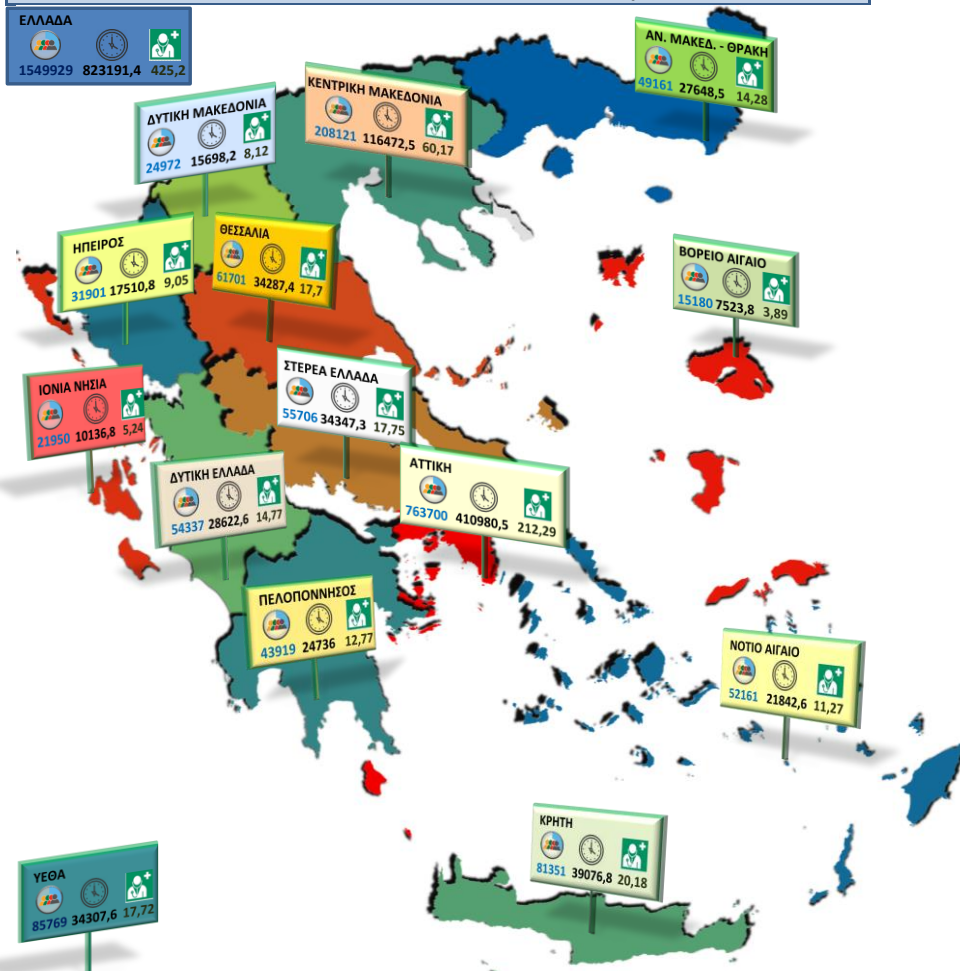 ΕΛΛΑΔΑ
1549929 823191,4 425,2
ΑΝ. ΜΑΚΕΔ. - ΘΡΑΚΗ
49161 27648,5 14,28
ΚΕΝΤΡΙΚΗ ΜΑΚΕΔΟΝΙΑ
208121 116472,5 60,17
ΔΥΤΙΚΗ ΜΑΚΕΔΟΝΙΑ
24972 15698,2 8,12
ΗΠΕΙΡΟΣ
31901 17510,8 9,05
ΘΕΣΣΑΛΙΑ
61701 34287,4 17,7
ΒΟΡΕΙΟ ΑΙΓΑΙΟ
15180 7523,8 3,89
ΙΟΝΙΑ ΝΗΣΙΑ
21950 10136,8 5,24
ΣΤΕΡΕΑ ΕΛΛΑΔΑ
55706 34347,3 17,75
ΔΥΤΙΚΗ ΕΛΛΑΔΑ
54337 28622,6 14,77
ΑΤΤΙΚΗ
763700 410980,5 212,29
ΠΕΛΟΠΟΝΝΗΣΟΣ
43919 24736 12,77
ΝΟΤΙΟ ΑΙΓΑΙΟ
52161 21842,6 11,27
ΚΡΗΤΗ
81351 39076,8 20,18
ΥΕΘΑ
85769 34307,6 17,72